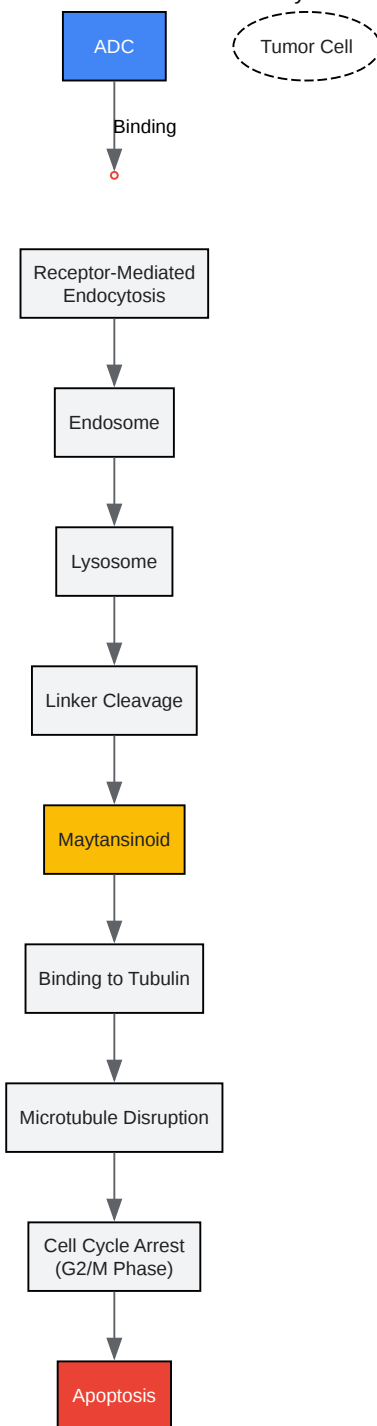 ADC
Tumor Cell
Binding
Receptor-Mediated
Endocytosis
Endosome
Lysosome
Linker Cleavage
Maytansinoid
Binding to Tubulin
Microtubule Disruption
Cell Cycle Arrest
(G2/M Phase)
Apoptosis